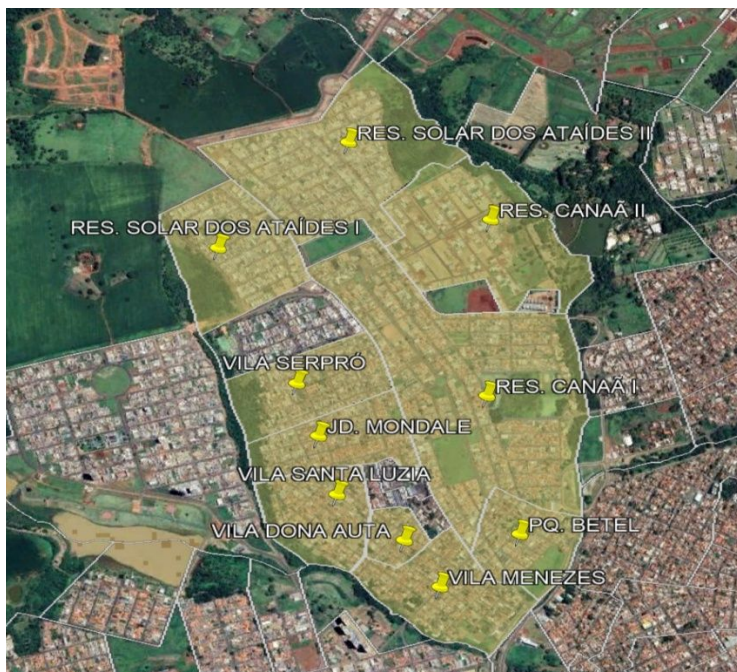 RES. SOLAR DOS ATAÍDES II
RES. CANAÃ II
RES. SOLAR DOS ATAÍDES I
VILA SERPRÓ
RES. CANAÃ I
JD. MONDALE
VILA SANTA LUZIA
VILA DONA AUTA
PQ. BETEL
VILA MENEZES